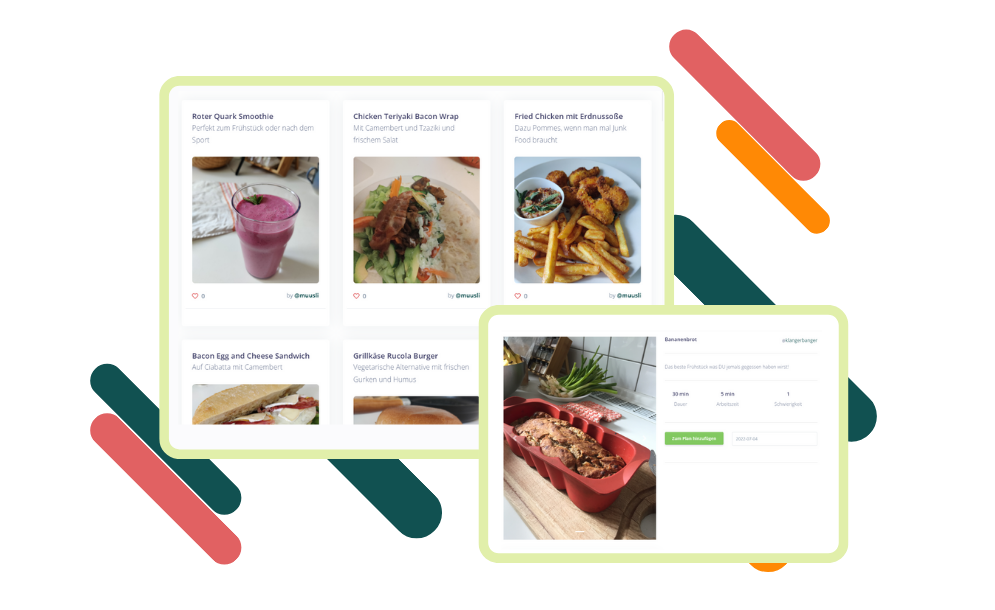 Roter Quark Smoothie
Perfekt zum Frühstück oder nach dem
Sport
0
by @muusli
Chicken Teriyaki Bacon Wrap
Mit Camembert und Tzaziki und
frischem Salat
0
by @muusli
Fried Chicken mit Erdnussoße
Dazu Pommes, wenn man mal Junk
Food braucht
0
by @muusli
Bacon Egg and Cheese Sandwich
Auf Ciabatta mit Camembert
Grillkäse Rucola Burger
Vegetarische Alternative mit frischen
Gurken und Humus
Bananenbrot
Das beste Frühstück was EU jemals gegessen haben wird!
30 min
5 min
1
Dauer
Arbeitszeit
Schwierigkeit
Zum Plan hinzufügen
2022-07-04